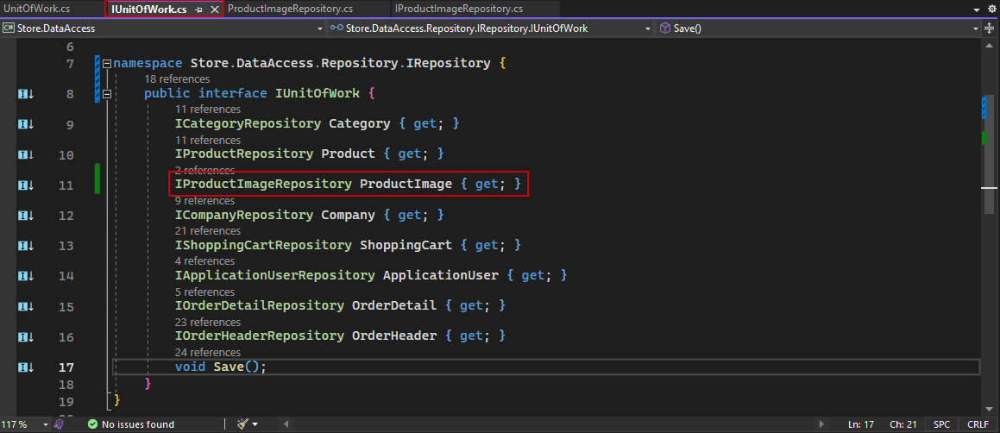 UnitOfWork.cs IUnitOfWork.cs ProductImageRepository.cs IProductImageRepository.cs
C# Store.DataAccess Store.DataAccess.Repository.IRepository.IUnitOfWork Save()
6
7 namespace Store.DataAccess.Repository.IRepository {
18 references
8 public interface IUnitOfWork {
11 references
9 ICategoryRepository Category { get; }
11 references
10 IProductRepository Product { get; }
2 references
11 IProductImageRepository ProductImage { get; }
9 references
12 ICompanyRepository Company { get; }
21 references
13 IShoppingCartRepository ShoppingCart { get; }
4 references
14 IApplicationUserRepository ApplicationUser { get; }
5 references
15 IOrderDetailRepository OrderDetail { get; }
23 references
16 IOrderHeaderRepository OrderHeader { get; }
24 references
17 void Save();
18 }
19 }
117 % No issues found Ln: 17 Ch: 21 SPC CRLF